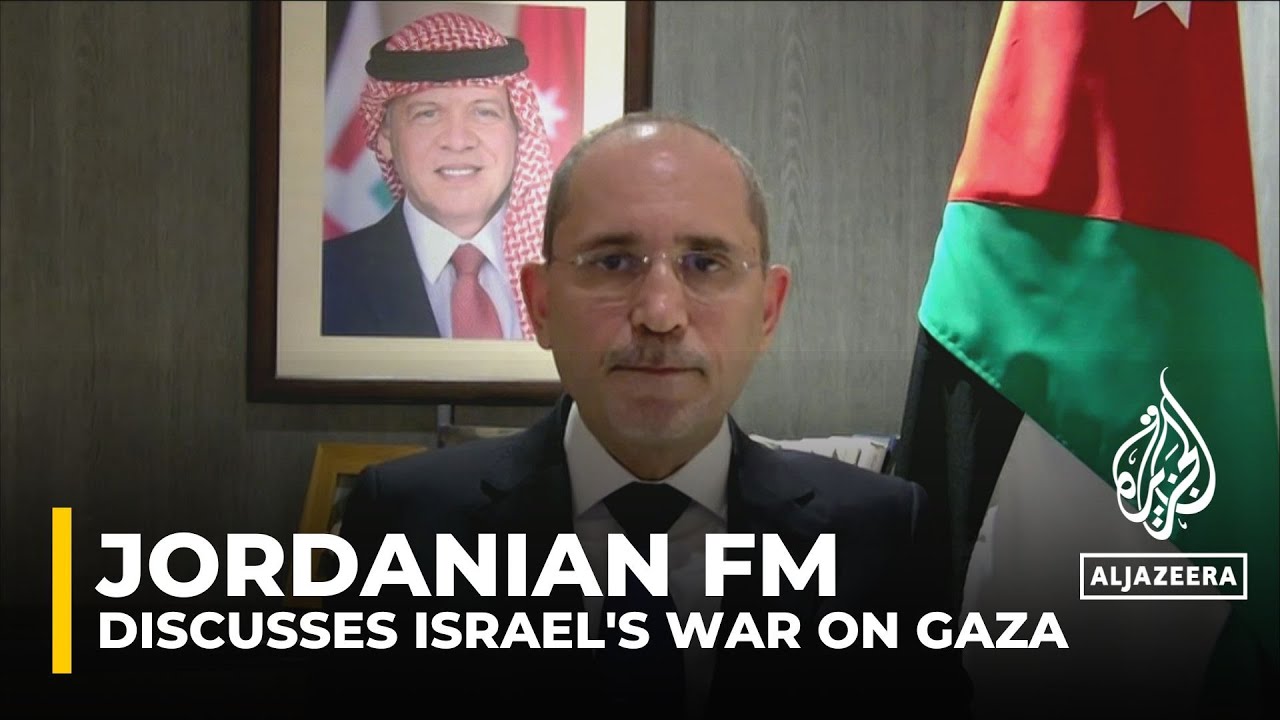 JORDANIAN FM
DISCUSSES ISRAEL'S WAR ON GAZA
الجزيرة
ALJAZEERA